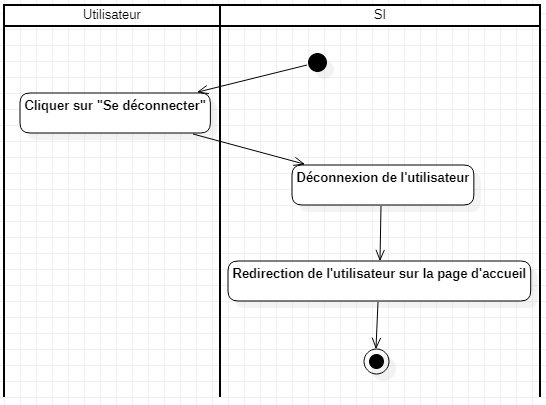 Utilisateur
SI
Cliquer sur "Se déconnecter"
Déconnexion de l'utilisateur
Redirection de l'utilisateur sur la page d'accueil